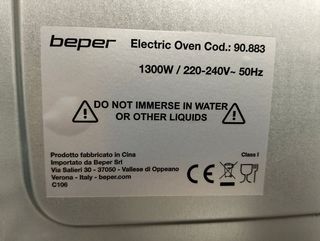 beper Electric Oven Cod.: 90.883
1300W / 220-240V~ 50Hz
DO NOT IMMERSE IN WATER
OR OTHER LIQUIDS
Prodotto fabbricato in Cina
Importato da Beper Srl
Via Salieri 30 - 37050 - Vallese di Oppeano
Verona - Italy - beper.com
C106
Class I
CE